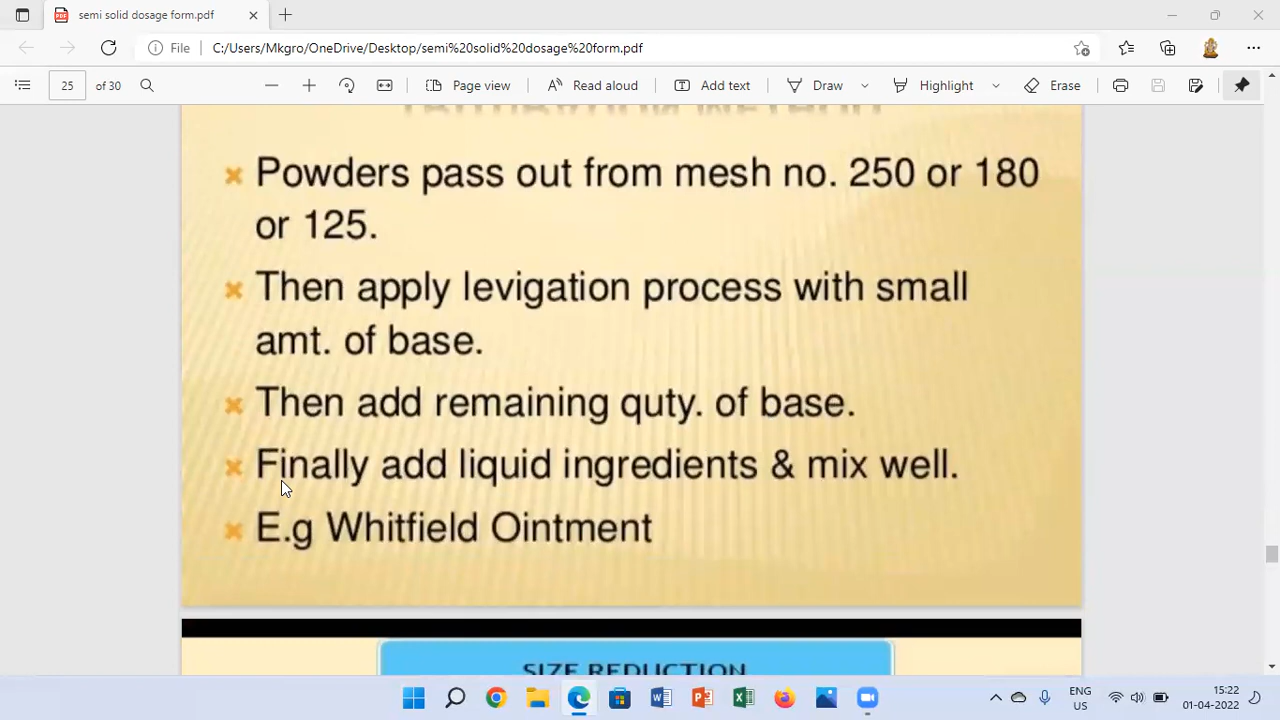 semi solid dosage form.pdf
File C:/Users/Mkgro/OneDrive/Desktop/semi%20solid%20dosage%20form.pdf
25 of 30 Page view Read aloud Add text Draw Highlight Erase
Powders pass out from mesh no. 250 or 180
or 125.
Then apply levigation process with small
amt. of base.
Then add remaining quty. of base.
Finally add liquid ingredients & mix well.
E.g Whitfield Ointment
SIZE REDUCTION
ENG
US
15:22
01-04-2022